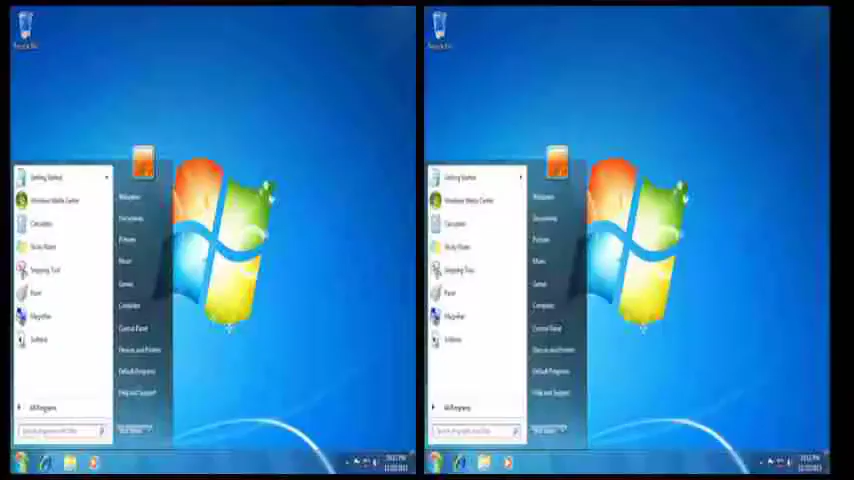 Getting Started
Windows Media Center
Calculator
Sticky Notes
Snipping Tool
Paint
Magnifier
Solitaire
All Programs
Documents
Pictures
Music
Games
Computer
Control Panel
Devices and Printers
Default Programs
Help and Support
Getting Started
Windows Media Center
Calculator
Sticky Notes
Snipping Tool
Paint
Magnifier
Solitaire
All Programs
Documents
Pictures
Music
Games
Computer
Control Panel
Devices and Printers
Default Programs
Help and Support